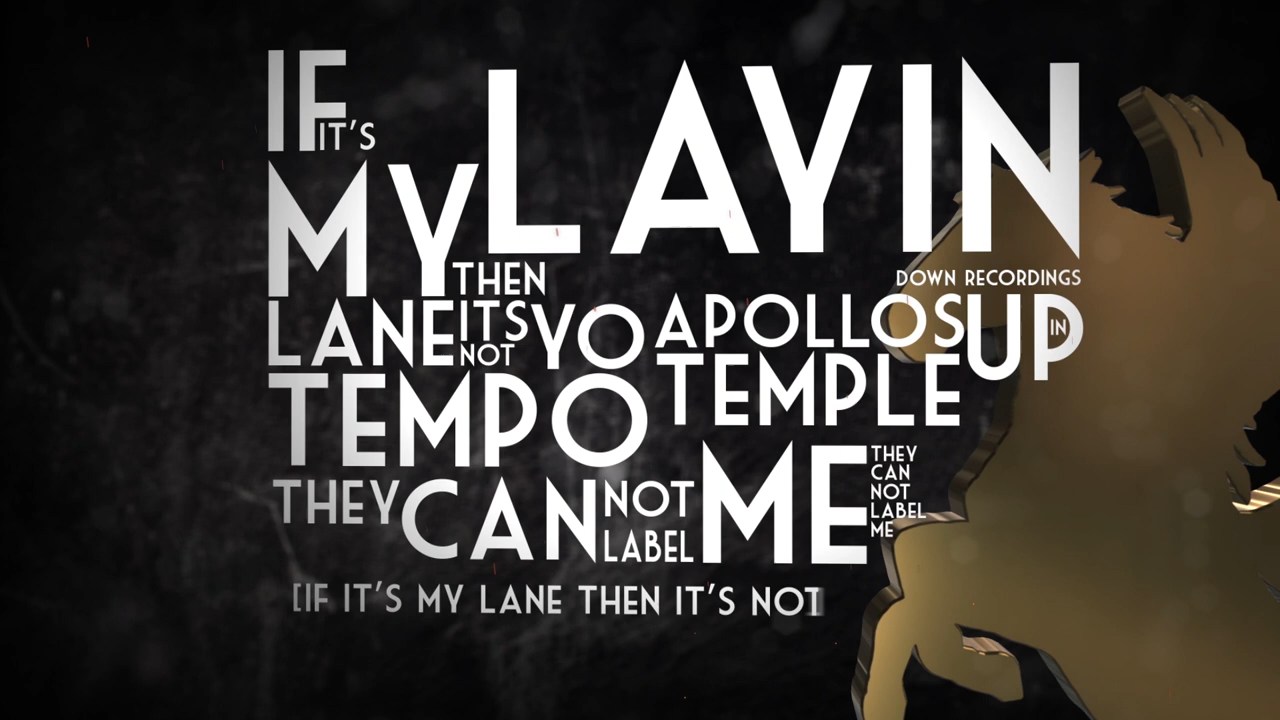 IF
IT'S
MY
LANE
THEN
ITS
NOT
YO
TEMPO
LAYIN
DOWN RECORDINGS
UP
IN
APOLLOS
TEMPLE
THEY
CAN
NOT
LABEL
ME
THEY
CAN
NOT
LABEL
ME
[IF IT'S MY LANE THEN IT'S NOT